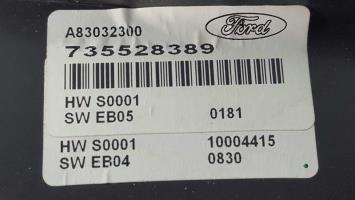 A83032300
Ford
735528389
HW S0001
SW EB05 0181
HW S0001 10004415
SW EB04 0830